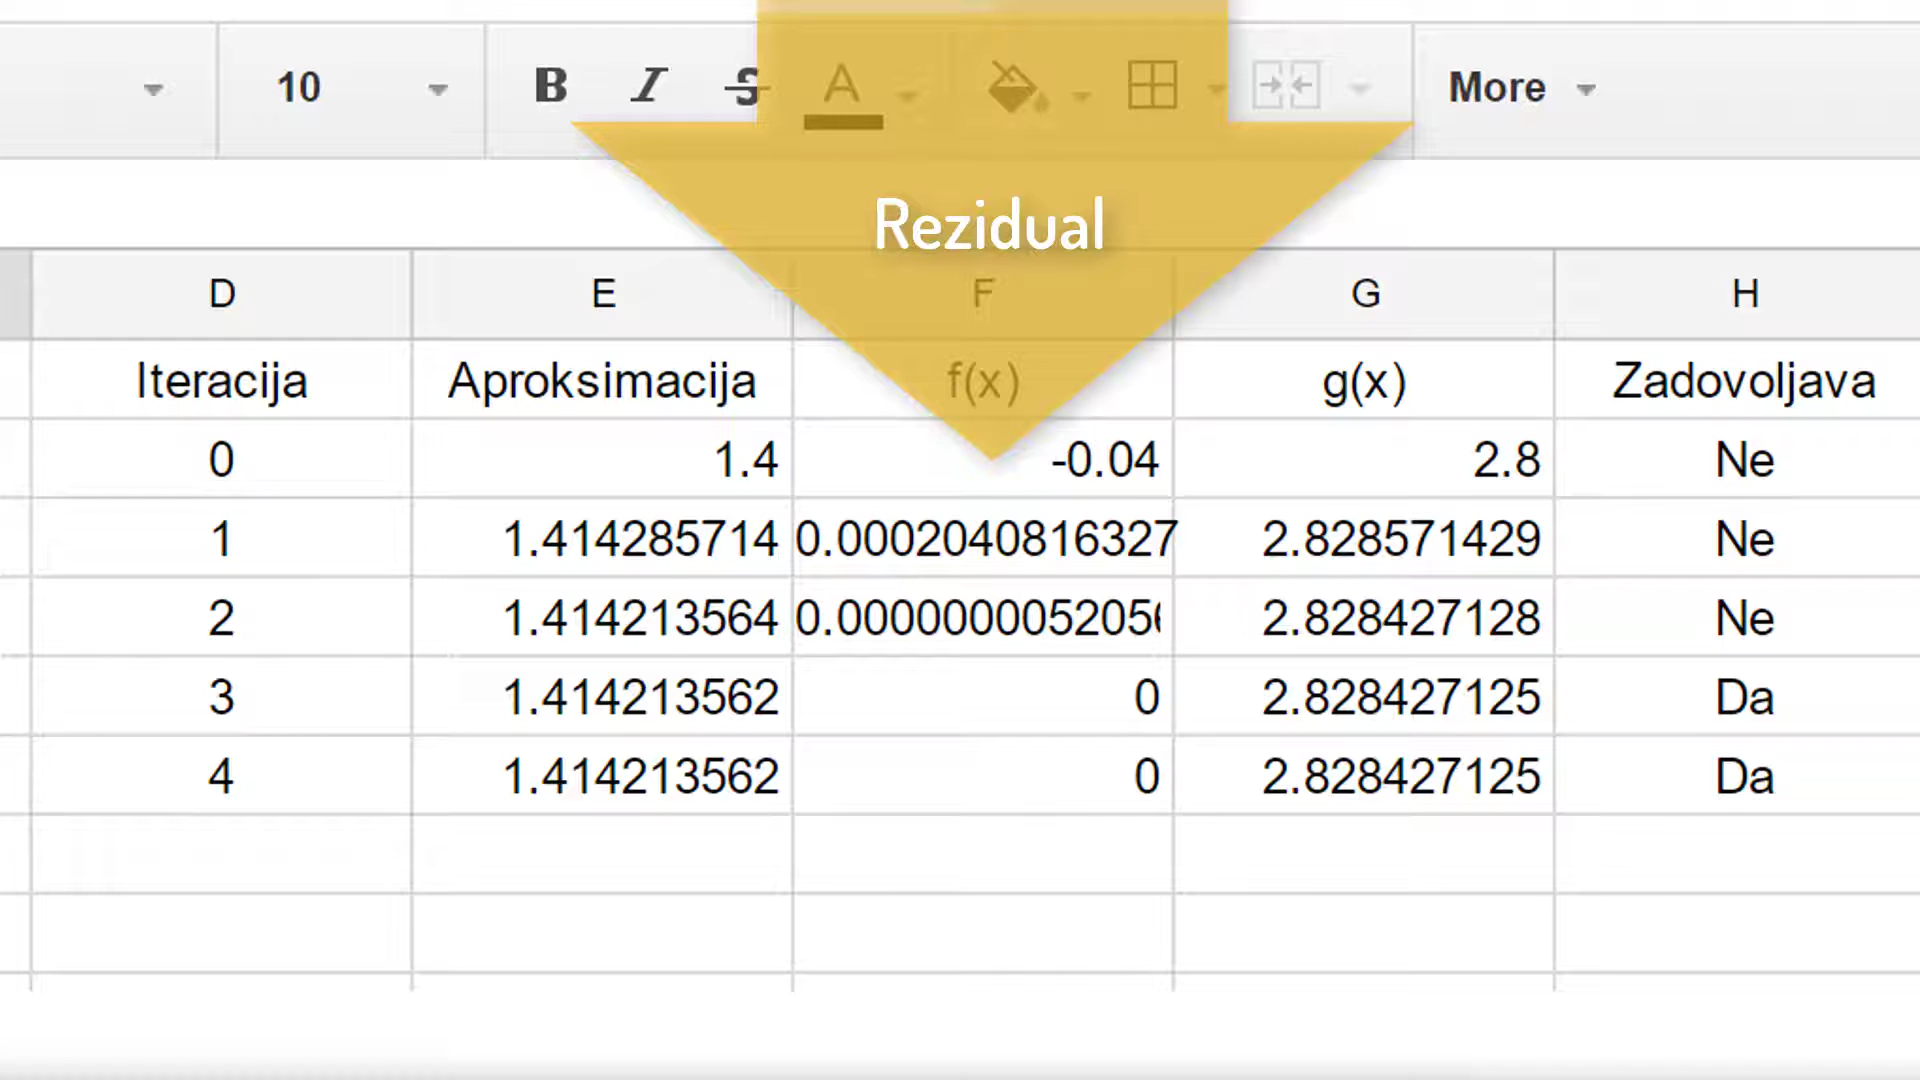 10 B I S A More
Rezidual
D E F G H
Iteracija Aproksimacija f(x) g(x) Zadovoljava
0 1.4 -0.04 2.8 Ne
1 1.414285714 0.0002040816327 2.828571429 Ne
2 1.414213564 0.000000005205 2.828427128 Ne
3 1.414213562 0 2.828427125 Da
4 1.414213562 0 2.828427125 Da